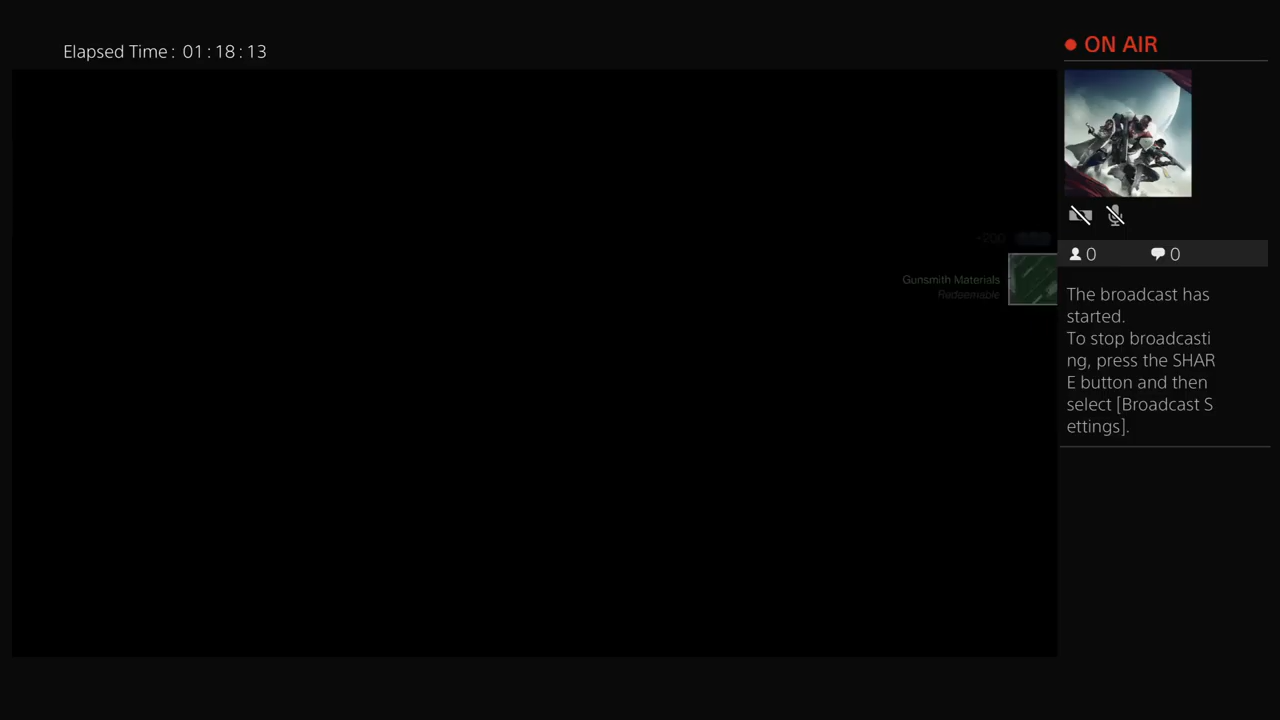 Elapsed Time : 01 : 18 : 13
ON AIR
0 0
Gunsmith Materials
Redeemable
The broadcast has
started.
To stop broadcasti
ng, press the SHAR
E button and then
select [Broadcast S
ettings].